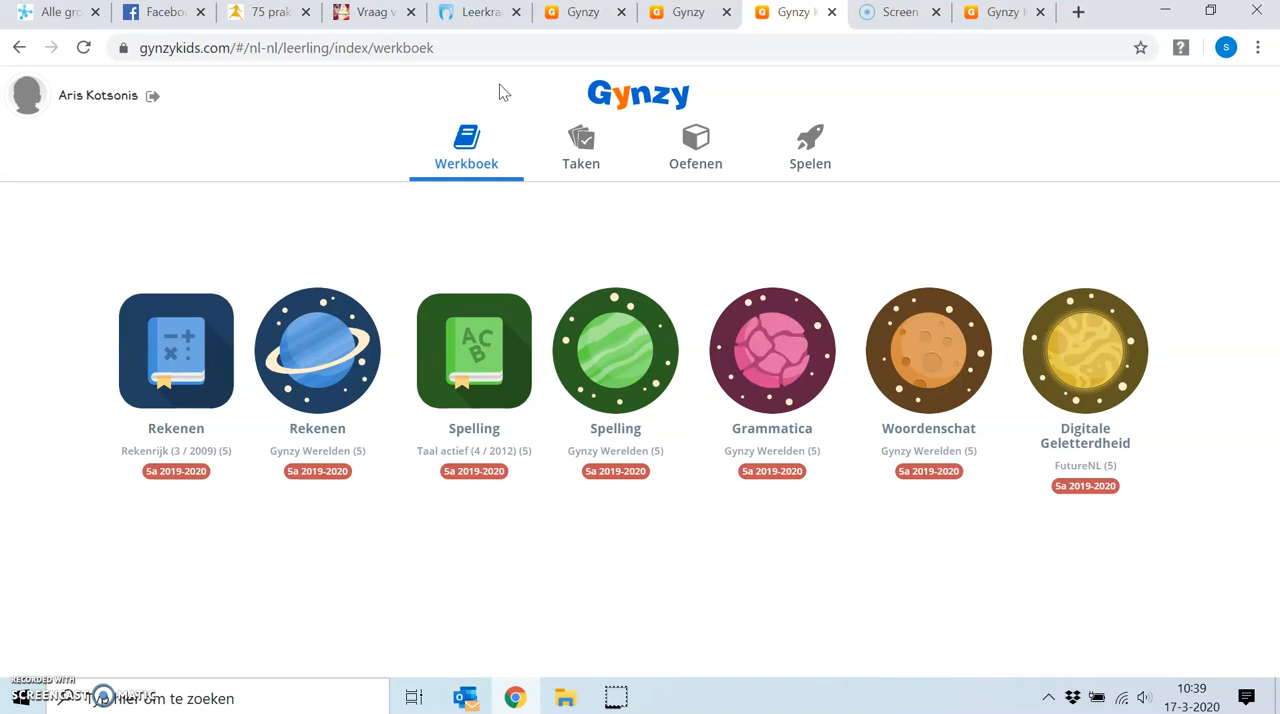 Alle gro
Facebo
75 prak
Vraag v
Leerkra
Gynzy
Gynzy
Gynzy K
Screen
Gynzy K
gynzykids.com/#/nl-nl/leerling/index/werkboek
S
Aris Kotsonis
Gynzy
Werkboek
Taken
Oefenen
Spelen
A C
B
Rekenen
Rekenen
Spelling
Spelling
Grammatica
Woordenschat
Digitale
Geletterdheid
Rekenrijk (3 / 2009) (5)
Gynzy Werelden (5)
Taal actief (4 / 2012) (5)
Gynzy Werelden (5)
Gynzy Werelden (5)
Gynzy Werelden (5)
FutureNL (5)
5a 2019-2020
5a 2019-2020
5a 2019-2020
5a 2019-2020
5a 2019-2020
5a 2019-2020
5a 2019-2020
RECORDED WITH
SCREENCAST MATIC
Typ hier om te zoeken
10:39
17-3-2020